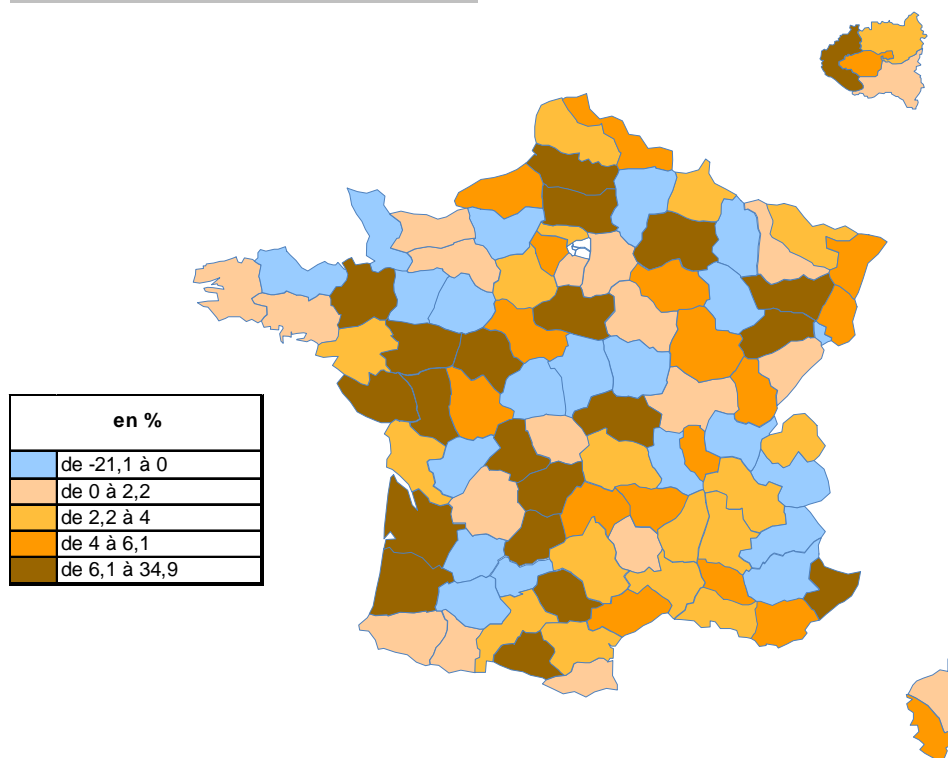 en %
de -21,1 à 0
de 0 à 2,2
de 2,2 à 4
de 4 à 6,1
de 6,1 à 34,9